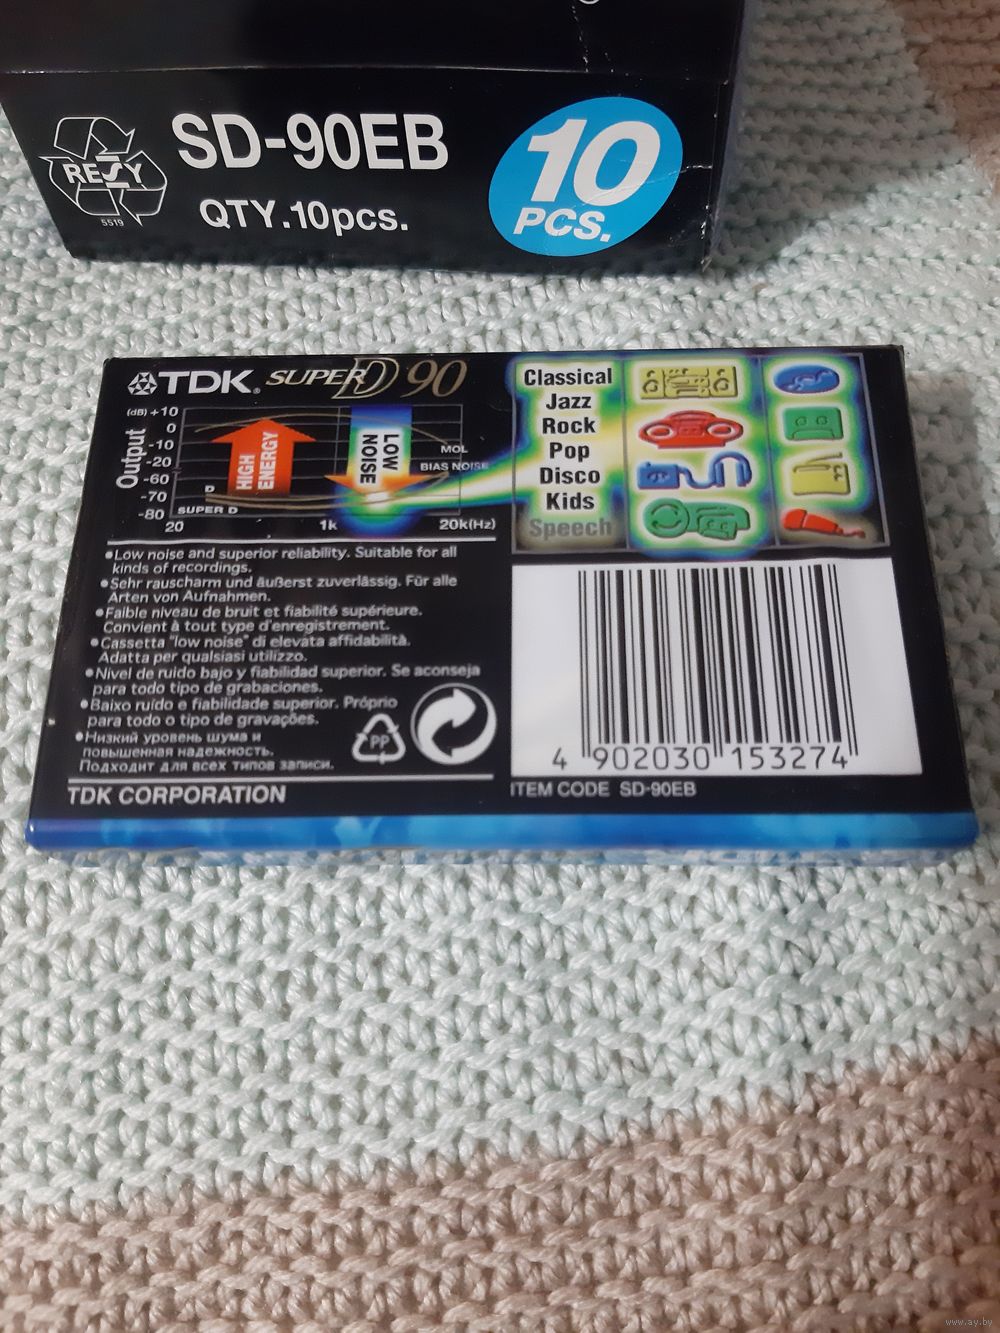 SD-90EB
QTY.10pcs.
10
PCS.
RESY
5519
TDK. SUPER D 90
(dB) +10
0
-10
-20
-60
-70
-80
Output
HIGH ENERGY
LOW NOISE
MOL
BIAS NOISE
D
SUPER D
20
1k
20k(Hz)
Classical
Jazz
Rock
Pop
Disco
Kids
Speech
•Low noise and superior reliability. Suitable for all
kinds of recordings.
•Sehr rauscharm und äußerst zuverlässig. Für alle
Arten von Aufnahmen.
•Faible niveau de bruit et fiabilité supérieure.
Convient à tout type d'enregistrement.
•Cassetta "low noise" di elevata affidabilità.
Adatta per qualsiasi utilizzo.
•Nivel de ruido bajo y fiabilidad superior. Se aconseja
para todo tipo de grabaciones.
•Baixo ruído e fiabilidade superior. Próprio
para todo o tipo de gravações.
•Низкий уровень шума и
повышенная надежность.
Подходит для всех типов записи.
PP
TDK CORPORATION
4 902030 153274
ITEM CODE SD-90EB
www.ay.by